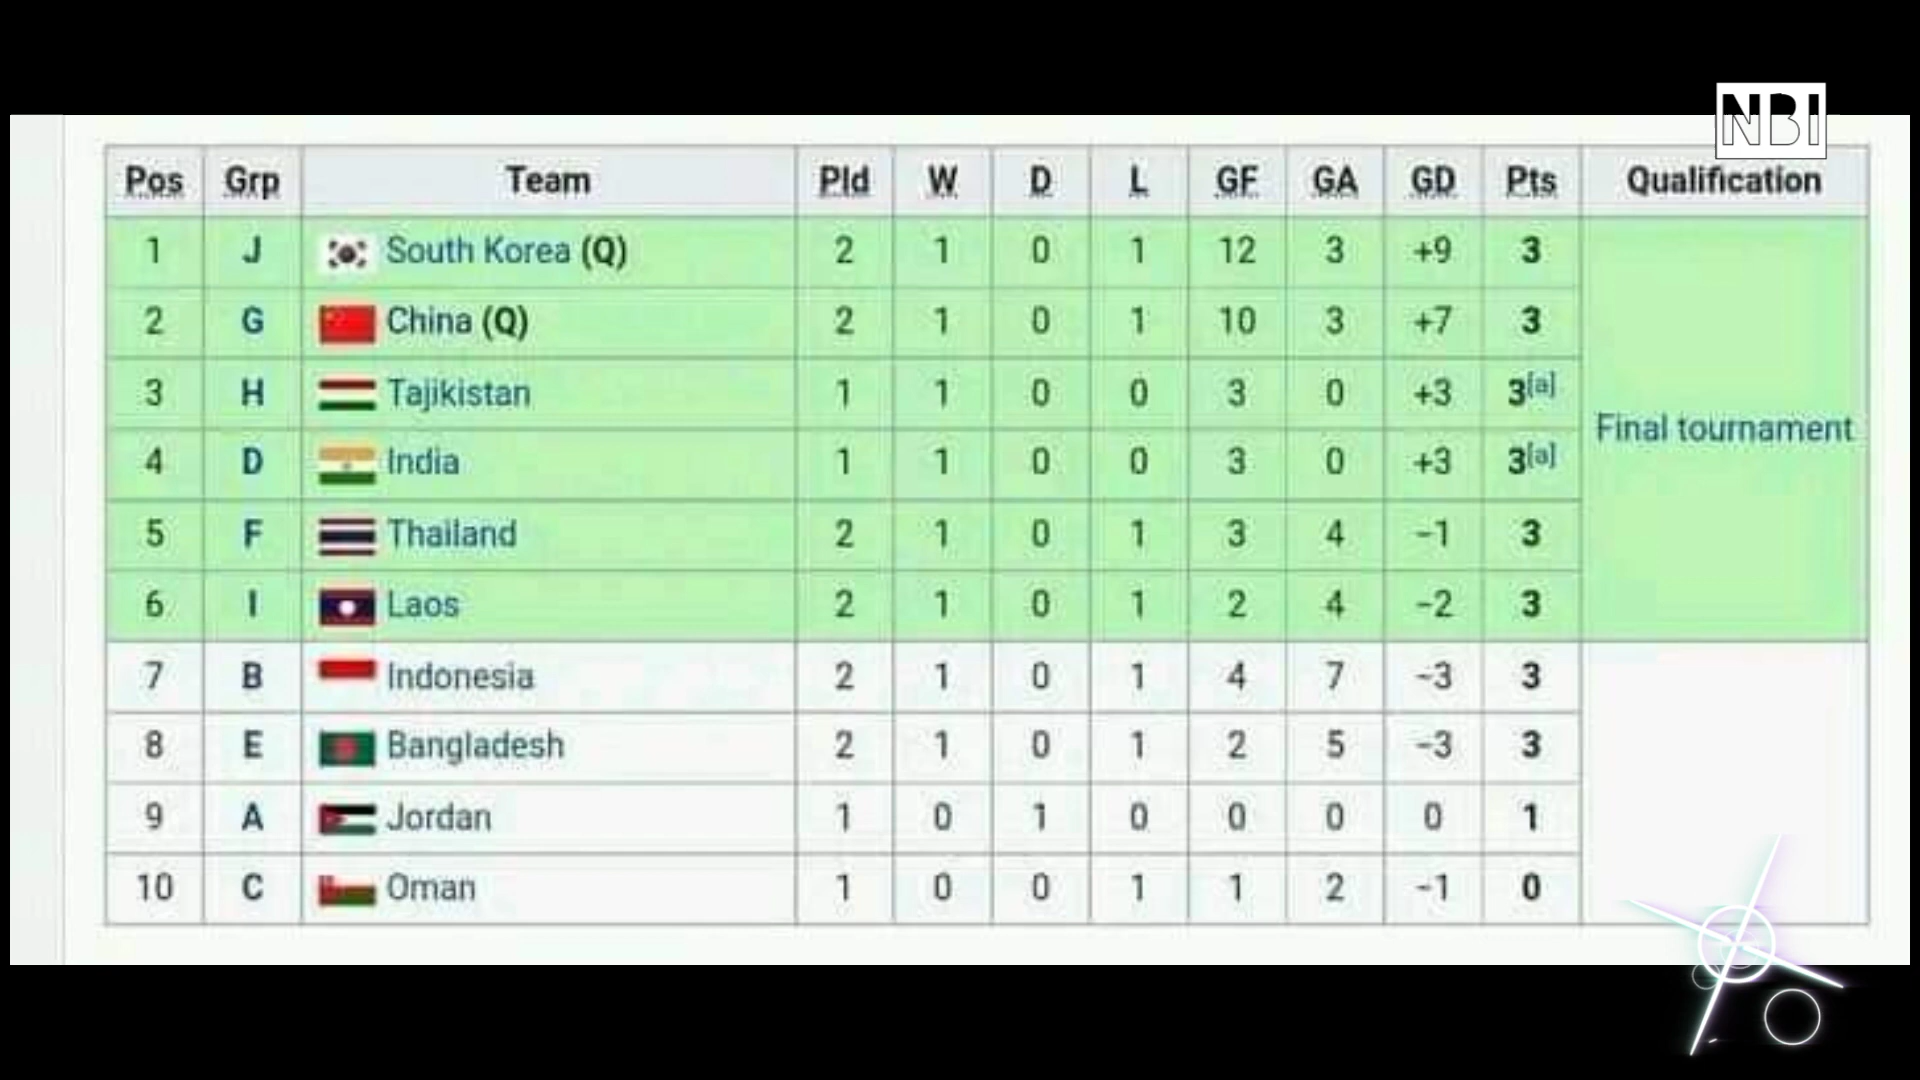 NBI
Pos Grp Team Pld W D L GF GA GD Pts Qualification
1 J South Korea (Q) 2 1 0 1 12 3 +9 3
2 G China (Q) 2 1 0 1 10 3 +7 3
3 H Tajikistan 1 1 0 0 3 0 +3 3[a]
Final tournament
4 D India 1 1 0 0 3 0 +3 3[a]
5 F Thailand 2 1 0 1 3 4 −1 3
6 I Laos 2 1 0 1 2 4 −2 3
7 B Indonesia 2 1 0 1 4 7 −3 3
8 E Bangladesh 2 1 0 1 2 5 −3 3
9 A Jordan 1 0 1 0 0 0 0 1
10 C Oman 1 0 0 1 1 2 −1 0